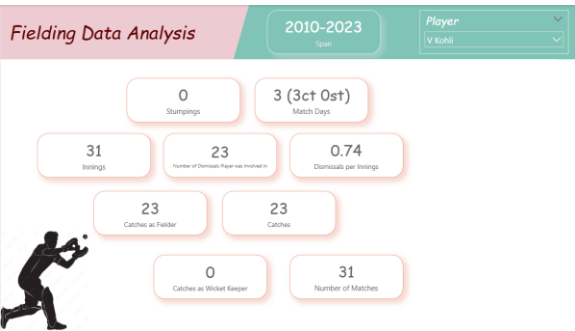 Fielding Data Analysis
2010-2023
Span
Player
V Kohli
0
Stumpings
3 (3ct 0st)
Match Days
31
Innings
23
Number of Dismissals Player was Involved In
0.74
Dismissals per Innings
23
Catches as Fielder
23
Catches
0
Catches as Wicket Keeper
31
Number of Matches